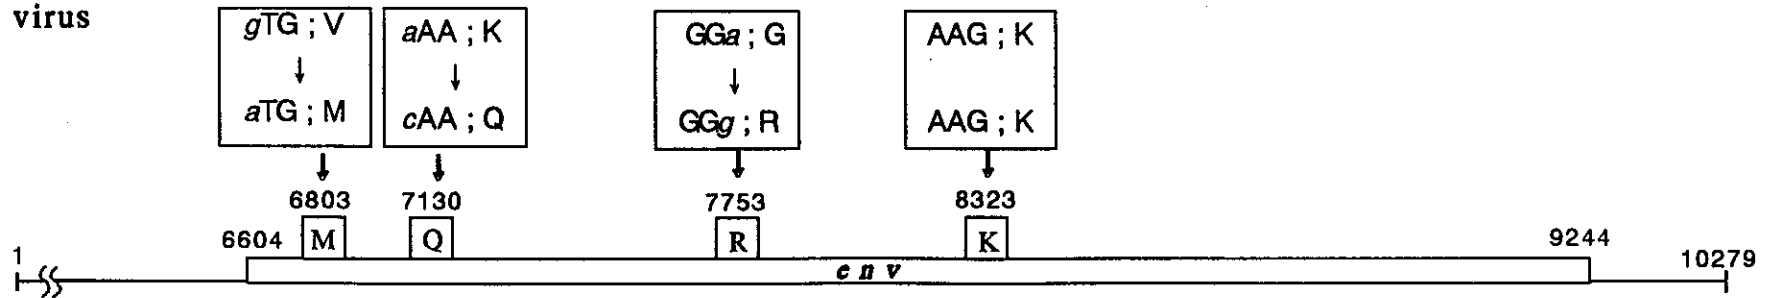 virus
gTG ; V
↓
aTG ; M
aAA ; K
↓
cAA ; Q
GGa ; G
↓
GGg ; R
AAG ; K
AAG ; K
6803
7130
7753
8323
1
6604
M
Q
R
K
9244
10279
env